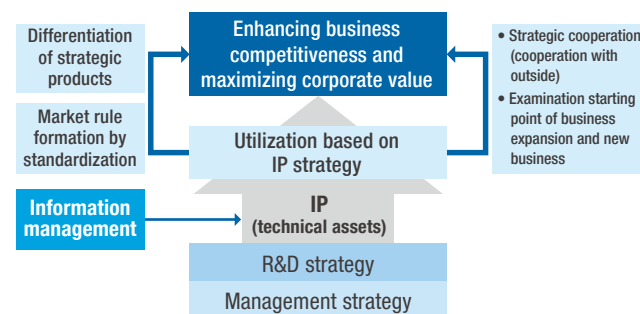 Differentiation
of strategic
products
Market rule
formation by
standardization
Information
management
Enhancing business
competitiveness and
maximizing corporate value
Utilization based on
IP strategy
IP
(technical assets)
R&D strategy
Management strategy
• Strategic cooperation
(cooperation with
outside)
• Examination starting
point of business
expansion and new
business